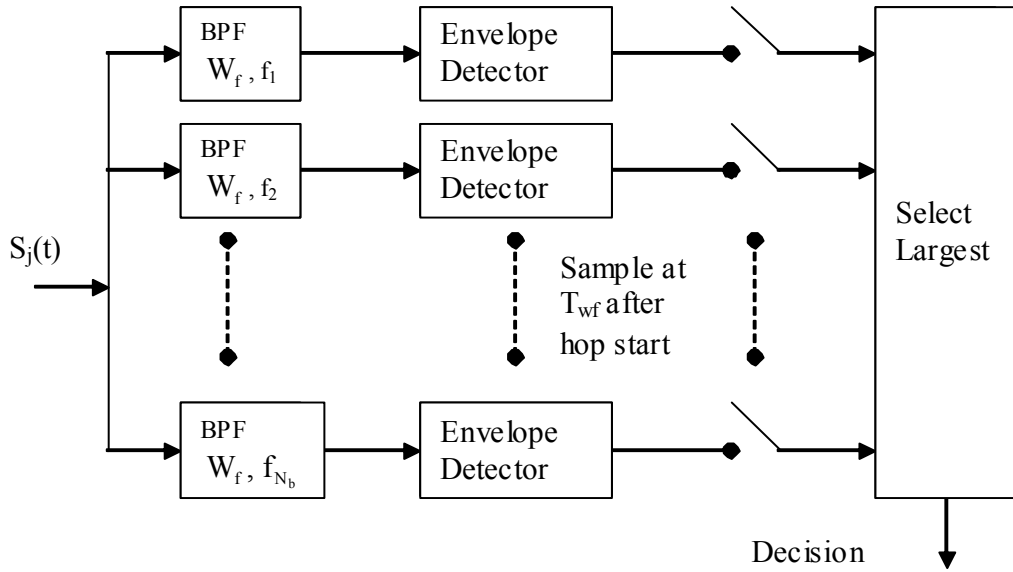 BPF
W_f , f_1
Envelope
Detector
BPF
W_f , f_2
Envelope
Detector
S_j(t)
Sample at
T_wf after
hop start
Select
Largest
BPF
W_f , f_N_b
Envelope
Detector
Decision